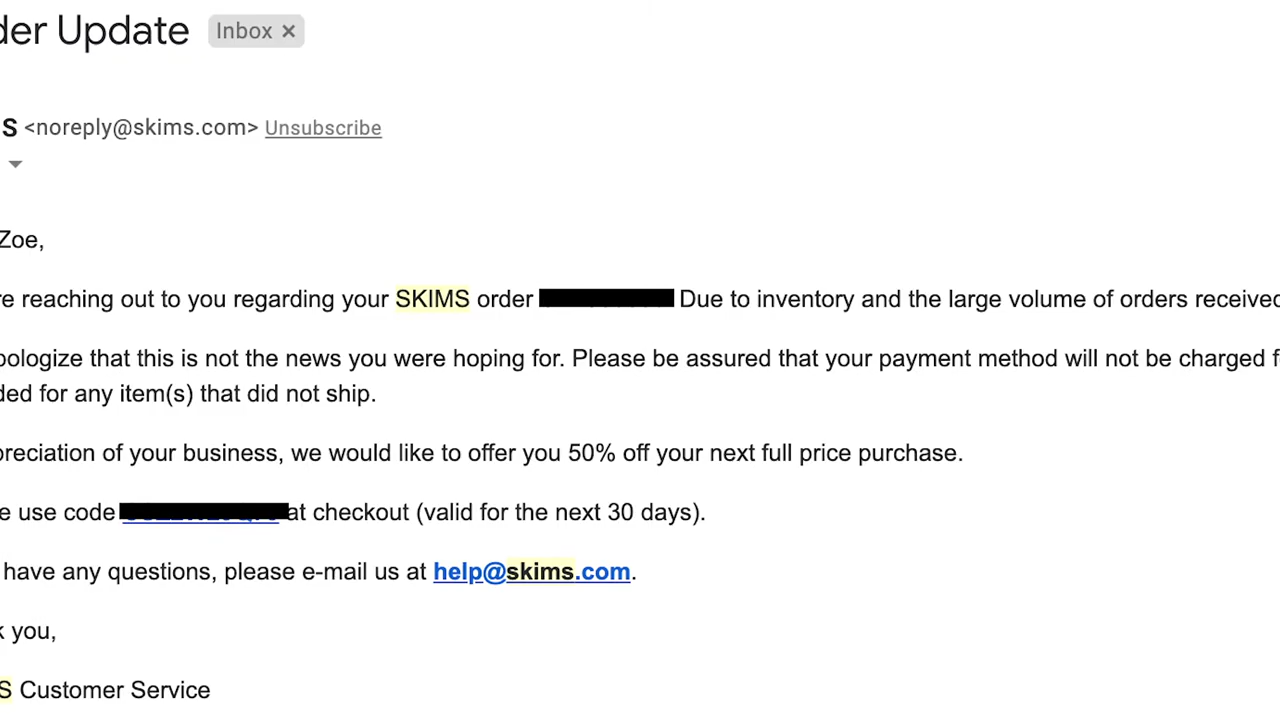 der Update Inbox ×
S <noreply@skims.com> Unsubscribe
Zoe,
re reaching out to you regarding your SKIMS order Due to inventory and the large volume of orders received
pologize that this is not the news you were hoping for. Please be assured that your payment method will not be charged f
ded for any item(s) that did not ship.
preciation of your business, we would like to offer you 50% off your next full price purchase.
e use code at checkout (valid for the next 30 days).
have any questions, please e-mail us at help@skims.com.
k you,
S Customer Service